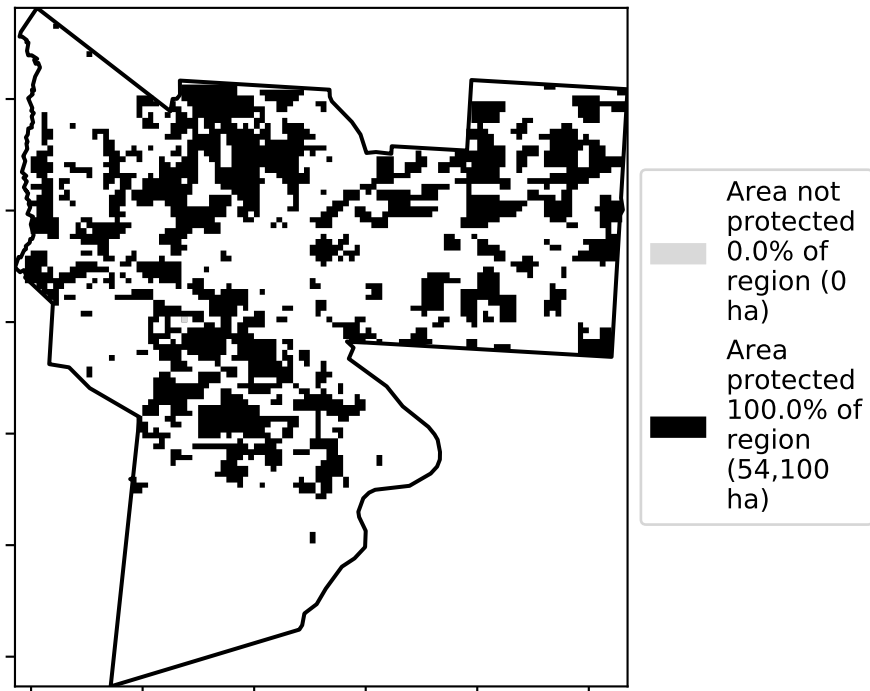 Area not
protected
0.0% of
region (0
ha)
Area
protected
100.0% of
region
(54,100
ha)